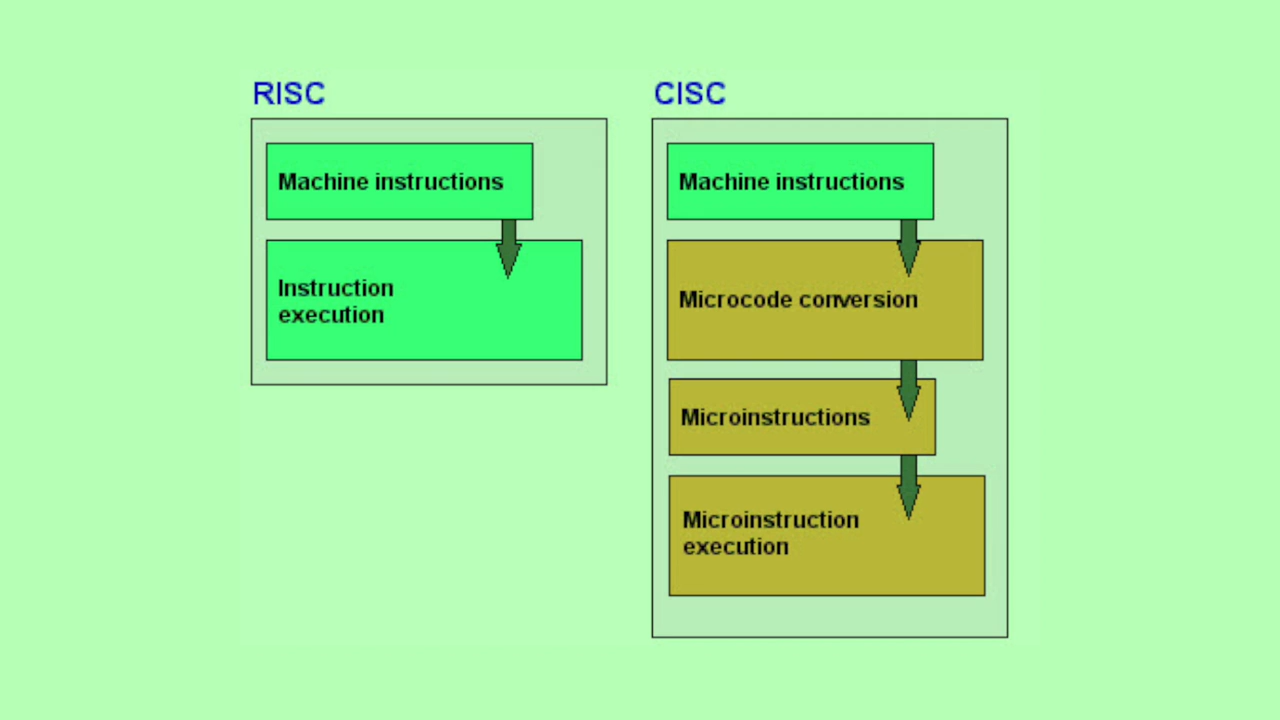 RISC
Machine instructions
Instruction
execution
CISC
Machine instructions
Microcode conversion
Microinstructions
Microinstruction
execution